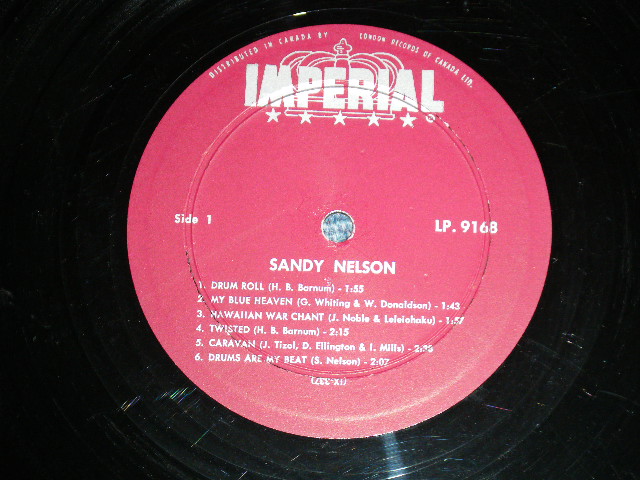 DISTRIBUTED IN CANADA BY LONDON RECORDS OF CANADA LTD.
IMPERIAL
Side 1
LP. 9168
SANDY NELSON
1. DRUM ROLL (H. B. Barnum) - 1:55
2. MY BLUE HEAVEN (G. Whiting & W. Donaldson) - 1:43
3. HAWAIIAN WAR CHANT (J. Noble & Leleiohaku) - 1:57
4. TWISTED (H. B. Barnum) - 2:15
5. CARAVAN (J. Tizol, D. Ellington & I. Mills) - 2:38
6. DRUMS ARE MY BEAT (S. Nelson) - 2:07